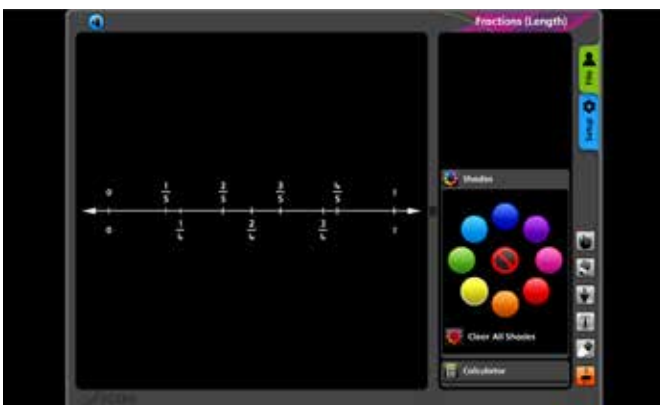 Fractions (Length)
File
Setup
0 1/5 2/5 3/5 4/5 1
0 1/4 2/4 3/4 1
Shades
Clear All Shades
Calculator